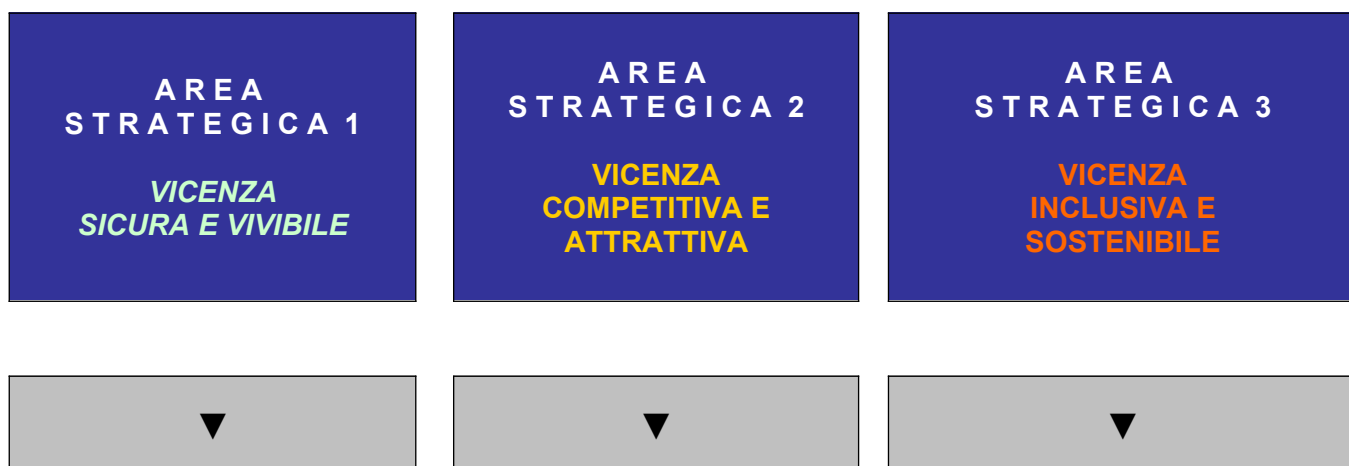 A R E A
S T R A T E G I C A 1
VICENZA
SICURA E VIVIBILE
A R E A
S T R A T E G I C A 2
VICENZA
COMPETITIVA E
ATTRATTIVA
A R E A
S T R A T E G I C A 3
VICENZA
INCLUSIVA E
SOSTENIBILE